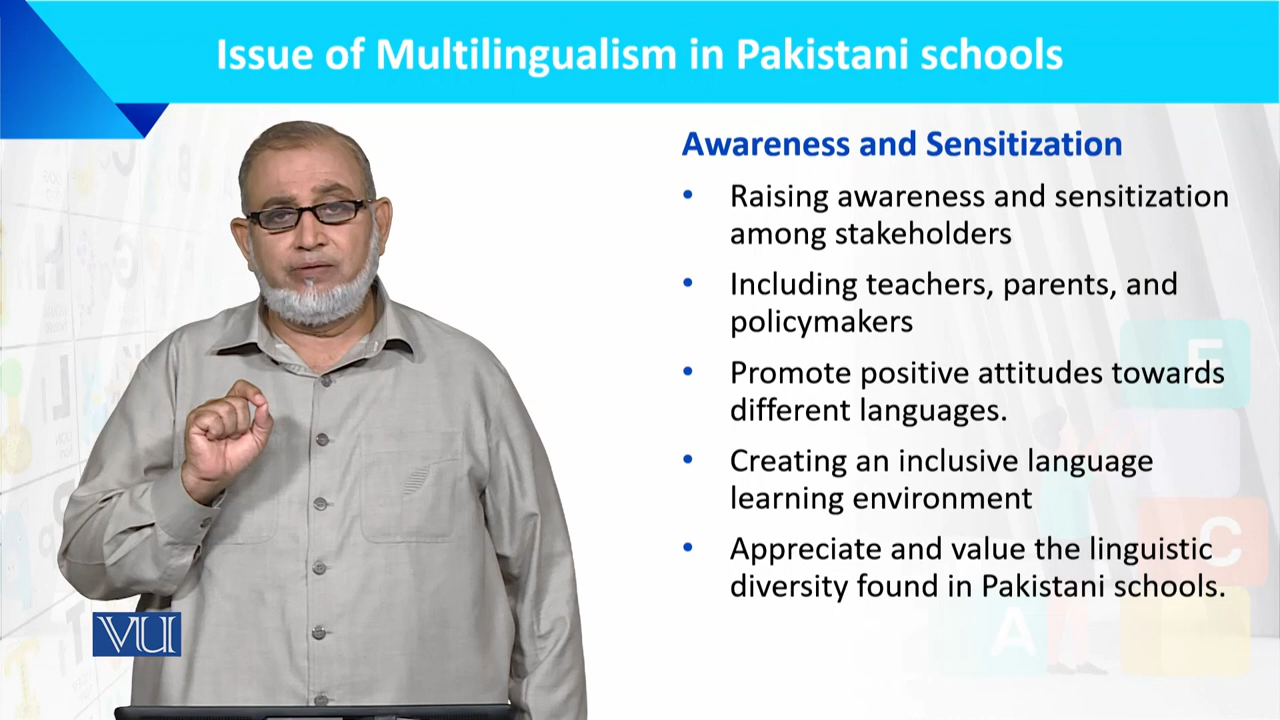 Issue of Multilingualism in Pakistani schools
Awareness and Sensitization
• Raising awareness and sensitization
among stakeholders
• Including teachers, parents, and
policymakers
• Promote positive attitudes towards
different languages.
• Creating an inclusive language
learning environment
• Appreciate and value the linguistic
diversity found in Pakistani schools.
VU
E
C
A